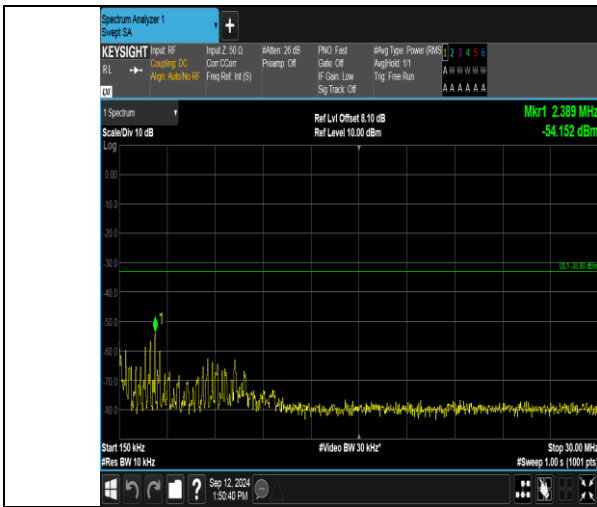 Spectrum Analyzer 1
Swept SA
+
KEYSIGHT
RL
LXI
Input: RF
Coupling: DC
Align: Auto/No RF
Input Z: 50 Ω
Corr CCorr
Freq Ref: Int (S)
#Atten: 26 dB
Preamp: Off
PNO: Fast
Gate: Off
IF Gain: Low
Sig Track: Off
#Avg Type: Power (RMS
Avg|Hold: 1/1
Trig: Free Run
1 2 3 4 5 6
A W W W W W
A A A A A A
1 Spectrum
Scale/Div 10 dB
Log
Ref Lvl Offset 8.10 dB
Ref Level 10.00 dBm
Mkr1 2.389 MHz
-54.152 dBm
0.00
-10.0
-20.0
-30.0
DL1 -33.00 dBm
-40.0
-50.0
1
-60.0
-70.0
-80.0
Start 150 kHz
#Res BW 10 kHz
#Video BW 30 kHz*
Stop 30.00 MHz
#Sweep 1.00 s (1001 pts)
?
Sep 12, 2024
1:50:40 PM